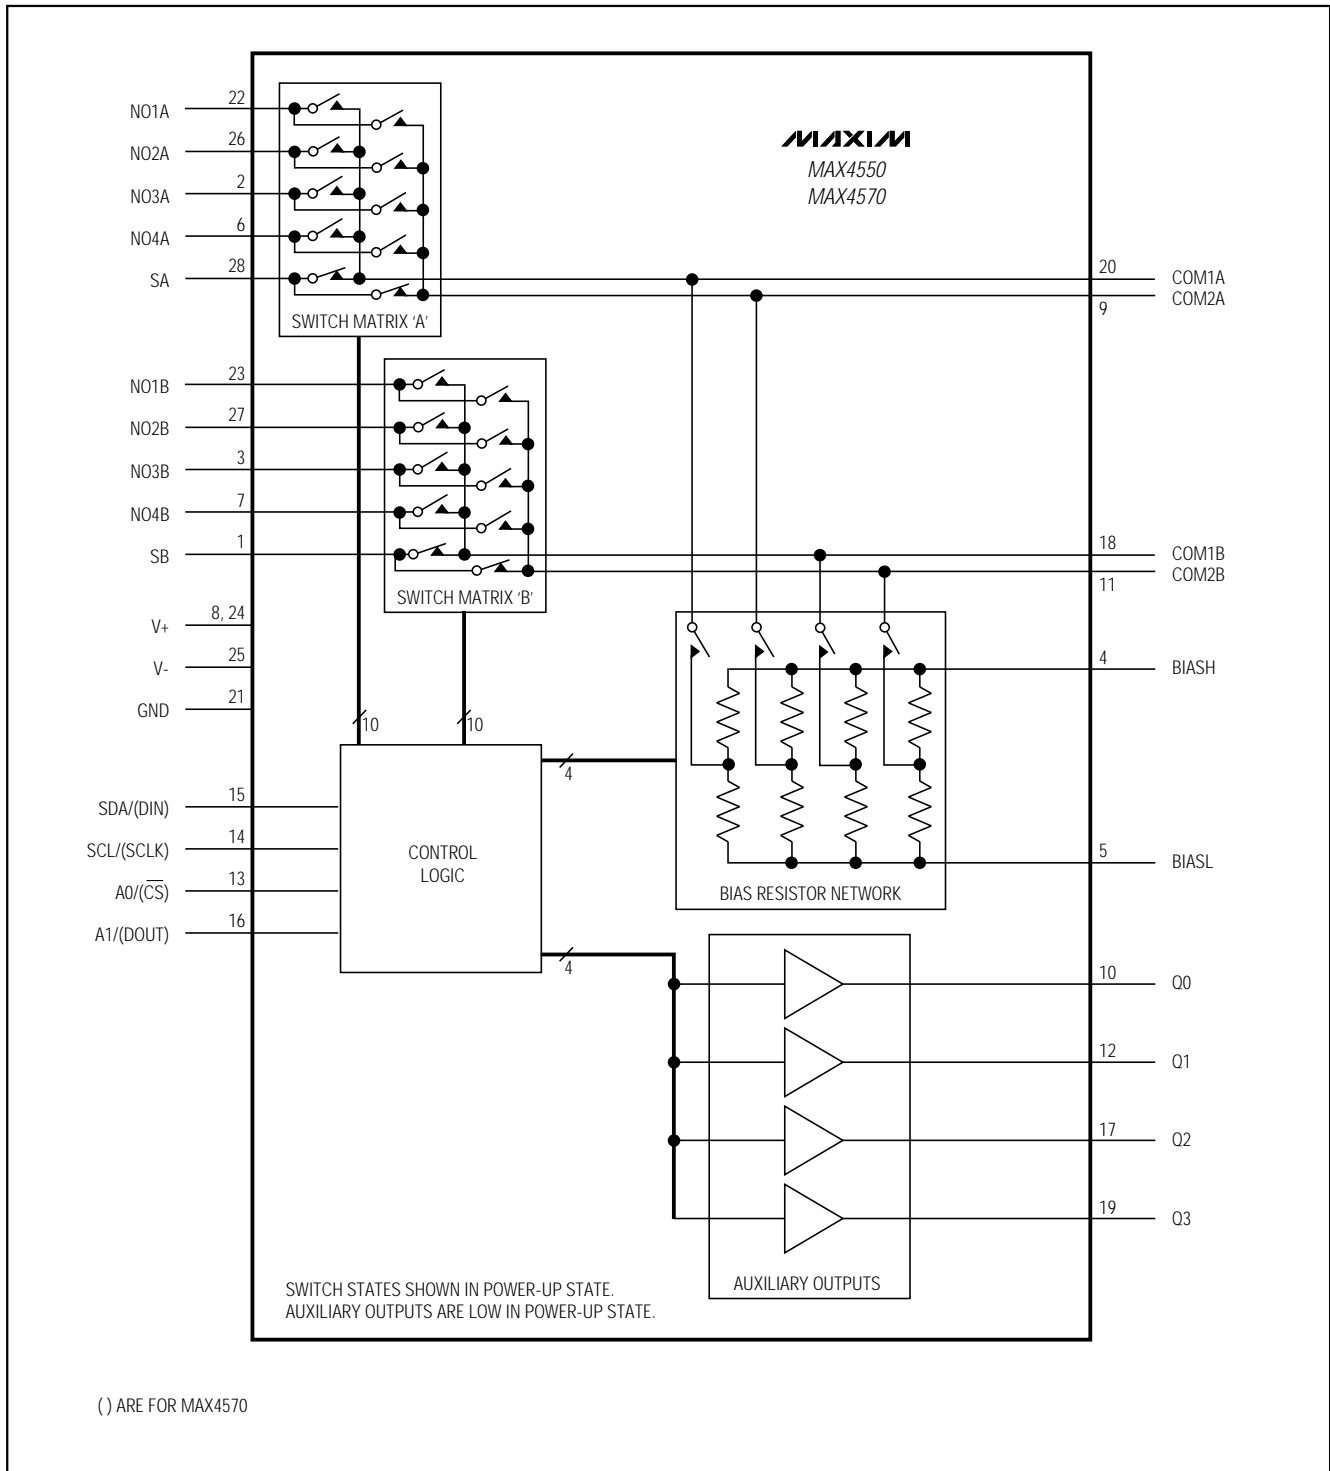 MAXIM
MAX4550
MAX4570
NO1A 22
NO2A 26
NO3A 2
NO4A 6
SA 28
SWITCH MATRIX 'A'
20 COM1A
COM2A
9
NO1B 23
NO2B 27
NO3B 3
NO4B 7
SB 1
SWITCH MATRIX 'B'
18 COM1B
COM2B
11
V+ 8, 24
V- 25
GND 21
10
10
4 BIASH
4
5 BIASL
BIAS RESISTOR NETWORK
SDA/(DIN) 15
SCL/(SCLK) 14
A0/(C̅S̅) 13
A1/(DOUT) 16
CONTROL
LOGIC
4
10 Q0
12 Q1
17 Q2
19 Q3
AUXILIARY OUTPUTS
SWITCH STATES SHOWN IN POWER-UP STATE.
AUXILIARY OUTPUTS ARE LOW IN POWER-UP STATE.
( ) ARE FOR MAX4570